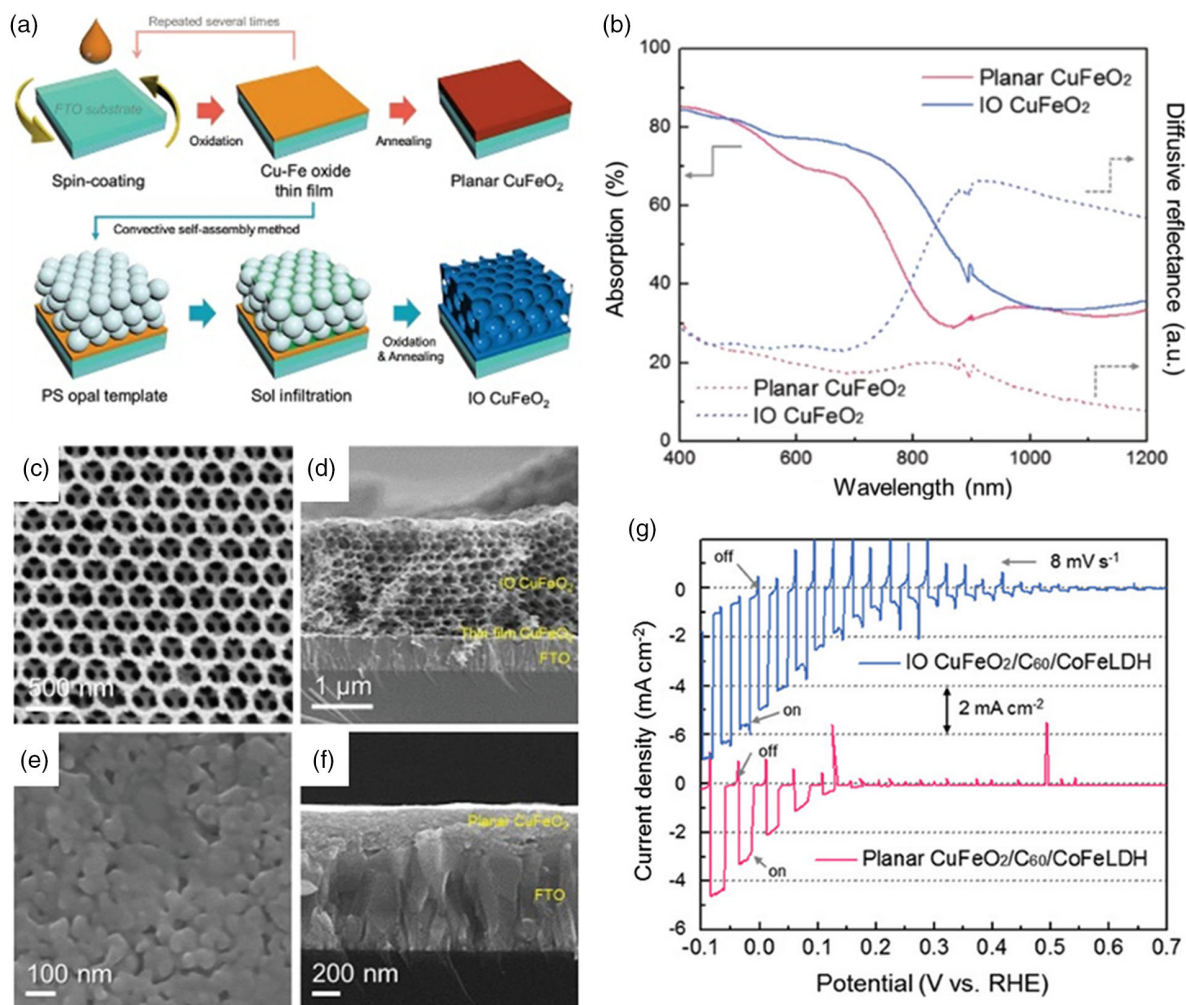 (a)
Repeated several times
FTO substrate
Oxidation
Annealing
Spin-coating
Cu-Fe oxide
thin film
Planar CuFeO₂
Convective self-assembly method
Oxidation
& Annealing
PS opal template
Sol infiltration
IO CuFeO₂
(b)
100
80
60
40
20
0
Absorption (%)
Planar CuFeO₂
IO CuFeO₂
Planar CuFeO₂
IO CuFeO₂
Diffusive reflectance (a.u.)
400
600
800
1000
1200
Wavelength (nm)
(c)
500 nm
(d)
IO CuFeO₂
Thin film CuFeO₂
FTO
1 µm
(e)
100 nm
(f)
Planar CuFeO₂
FTO
200 nm
(g)
off
8 mV s⁻¹
0
-2
-4
-6
IO CuFeO₂/C₆₀/CoFeLDH
on
2 mA cm⁻²
off
0
-2
-4
-6
on
Planar CuFeO₂/C₆₀/CoFeLDH
Current density (mA cm⁻²)
-0.1
0.0
0.1
0.2
0.3
0.4
0.5
0.6
0.7
Potential (V vs. RHE)